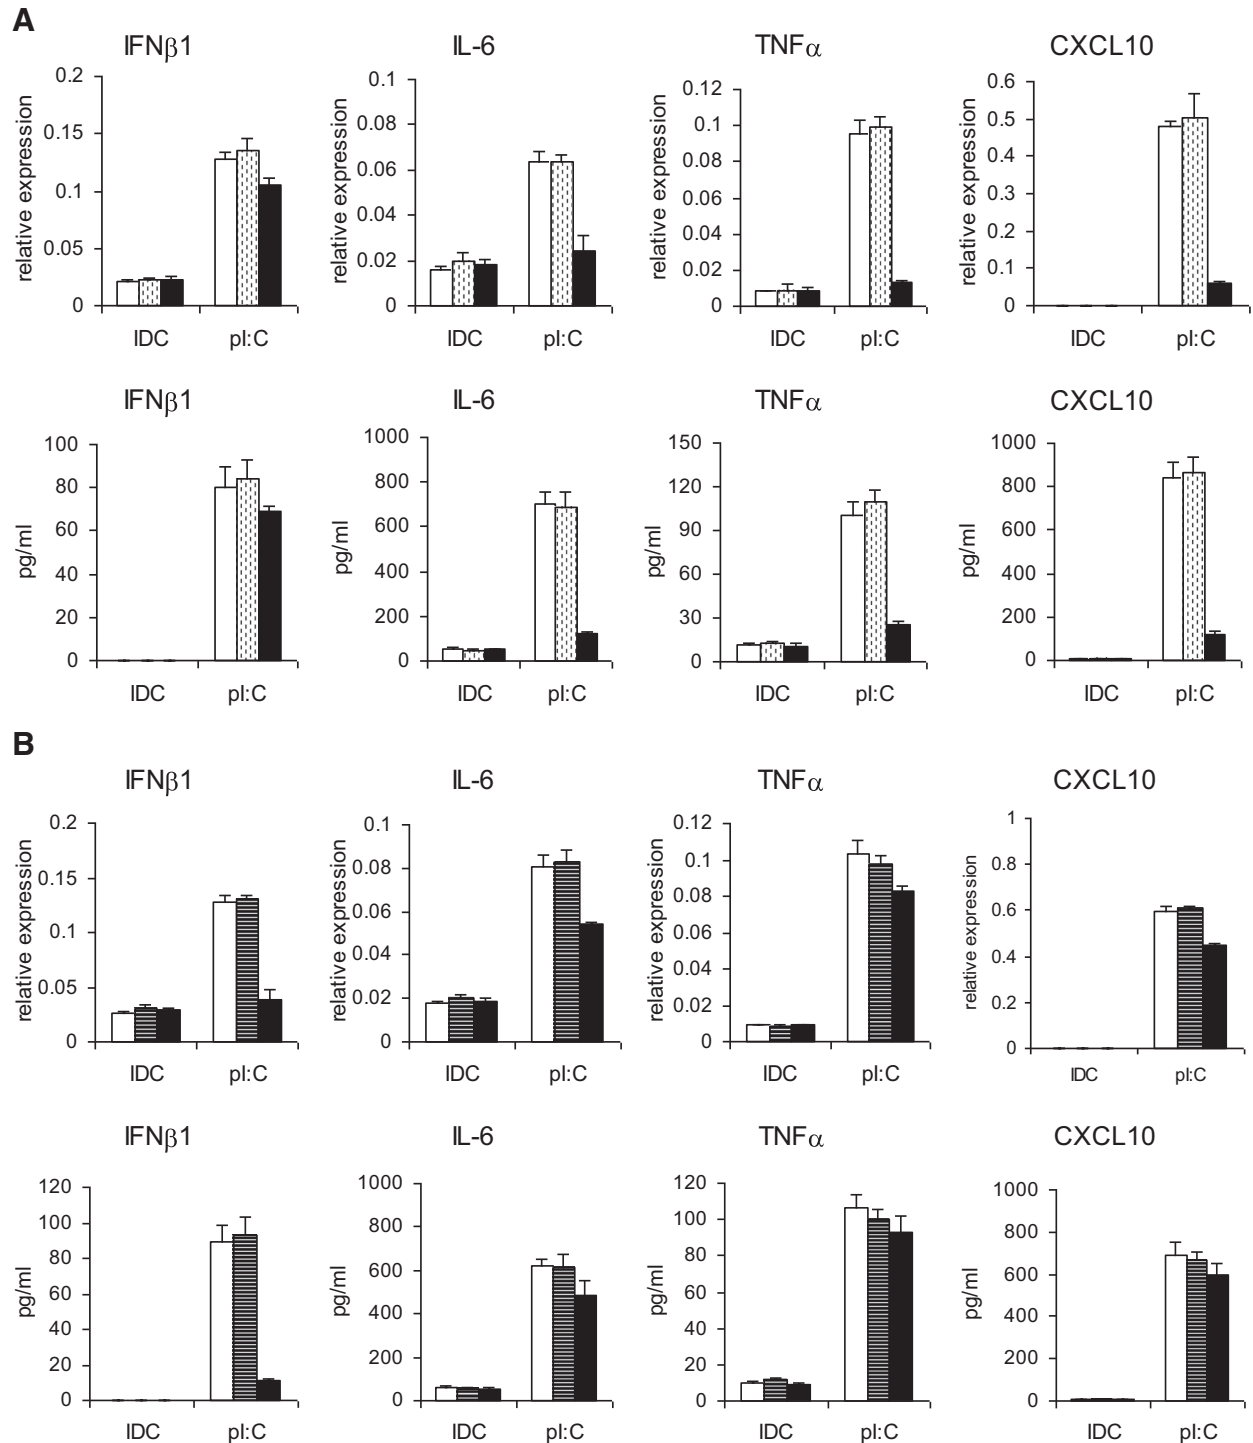 A
IFNβ1 IL-6 TNFα CXCL10
relative expression 0.2 0.15 0.1 0.05 0 IDC pI:C
relative expression 0.1 0.08 0.06 0.04 0.02 0 IDC pI:C
relative expression 0.12 0.1 0.08 0.06 0.04 0.02 0 IDC pI:C
relative expression 0.6 0.5 0.4 0.3 0.2 0.1 0 IDC pI:C
IFNβ1 IL-6 TNFα CXCL10
pg/ml 100 80 60 40 20 0 IDC pI:C
pg/ml 1000 800 600 400 200 0 IDC pI:C
pg/ml 150 120 90 60 30 0 IDC pI:C
pg/ml 1000 800 600 400 200 0 IDC pI:C
B
IFNβ1 IL-6 TNFα CXCL10
relative expression 0.2 0.15 0.1 0.05 0 IDC pI:C
relative expression 0.1 0.08 0.06 0.04 0.02 0 IDC pI:C
relative expression 0.12 0.1 0.08 0.06 0.04 0.02 0 IDC pI:C
relative expression 1 0.8 0.6 0.4 0.2 0 IDC pI:C
IFNβ1 IL-6 TNFα CXCL10
pg/ml 120 100 80 60 40 20 0 IDC pI:C
pg/ml 1000 800 600 400 200 0 IDC pI:C
pg/ml 120 100 80 60 40 20 0 IDC pI:C
pg/ml 1000 800 600 400 200 0 IDC pI:C